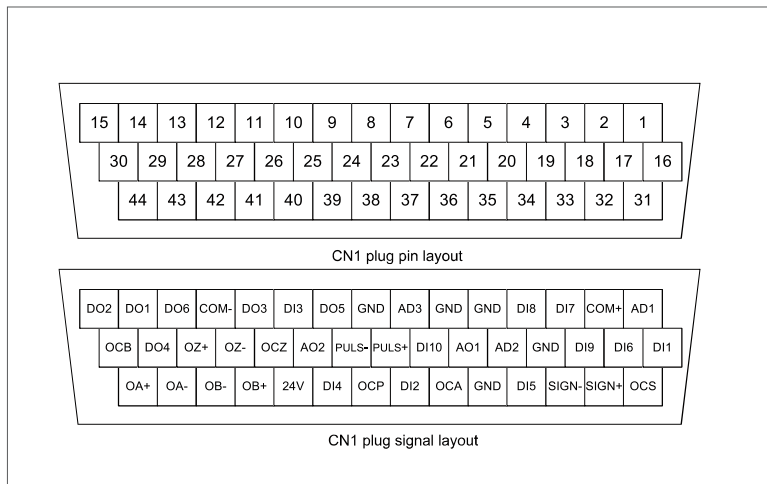 15 14 13 12 11 10 9 8 7 6 5 4 3 2 1
30 29 28 27 26 25 24 23 22 21 20 19 18 17 16
44 43 42 41 40 39 38 37 36 35 34 33 32 31
CN1 plug pin layout
DO2 DO1 DO6 COM- DO3 DI3 DO5 GND AD3 GND GND DI8 DI7 COM+ AD1
OCB DO4 OZ+ OZ- OCZ AO2 PULS- PULS+ DI10 AO1 AD2 GND DI9 DI6 DI1
OA+ OA- OB- OB+ 24V DI4 OCP DI2 OCA GND DI5 SIGN- SIGN+ OCS
CN1 plug signal layout